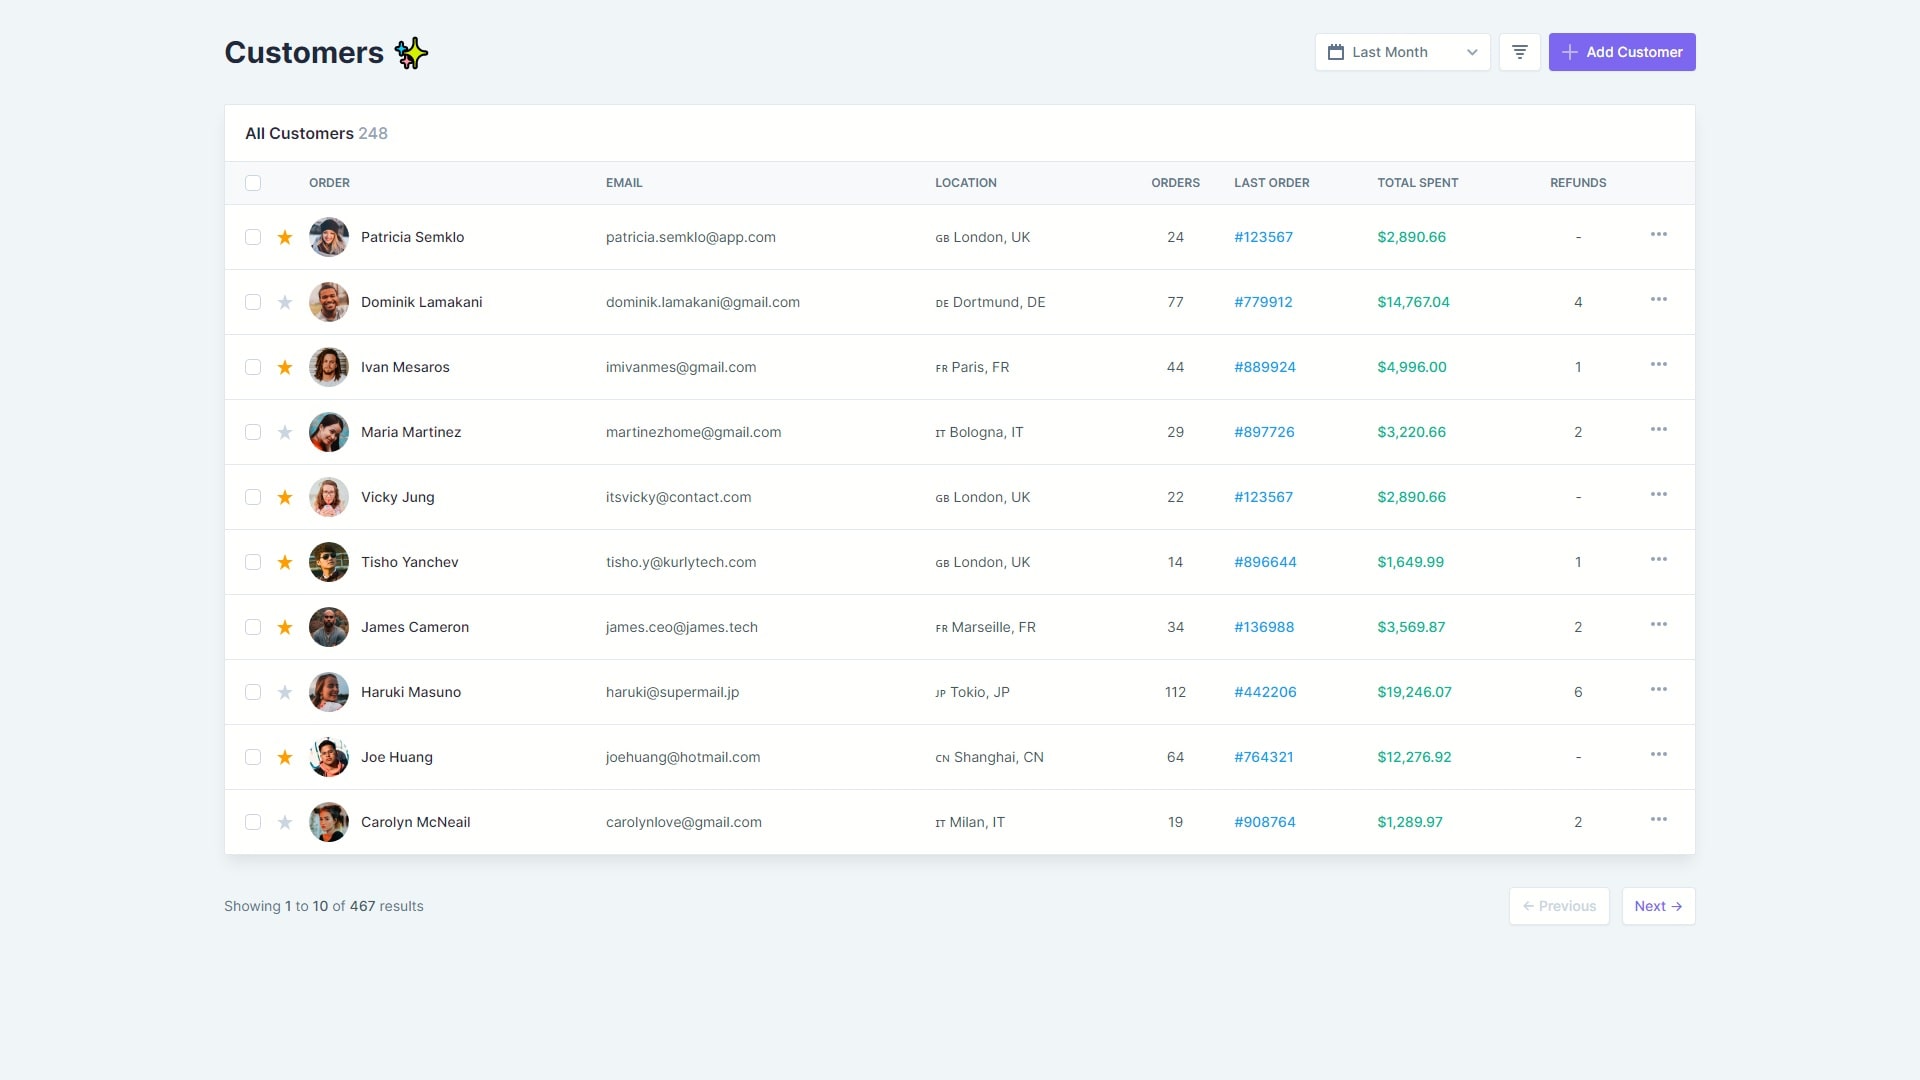 Customers ✨
Last Month
Add Customer
All Customers 248
ORDER EMAIL LOCATION ORDERS LAST ORDER TOTAL SPENT REFUNDS
Patricia Semklo patricia.semklo@app.com GB London, UK 24 #123567 $2,890.66 -
Dominik Lamakani dominik.lamakani@gmail.com DE Dortmund, DE 77 #779912 $14,767.04 4
Ivan Mesaros imivanmes@gmail.com FR Paris, FR 44 #889924 $4,996.00 1
Maria Martinez martinezhome@gmail.com IT Bologna, IT 29 #897726 $3,220.66 2
Vicky Jung itsvicky@contact.com GB London, UK 22 #123567 $2,890.66 -
Tisho Yanchev tisho.y@kurlytech.com GB London, UK 14 #896644 $1,649.99 1
James Cameron james.ceo@james.tech FR Marseille, FR 34 #136988 $3,569.87 2
Haruki Masuno haruki@supermail.jp JP Tokio, JP 112 #442206 $19,246.07 6
Joe Huang joehuang@hotmail.com CN Shanghai, CN 64 #764321 $12,276.92 -
Carolyn McNeail carolynlove@gmail.com IT Milan, IT 19 #908764 $1,289.97 2
Showing 1 to 10 of 467 results
← Previous
Next →